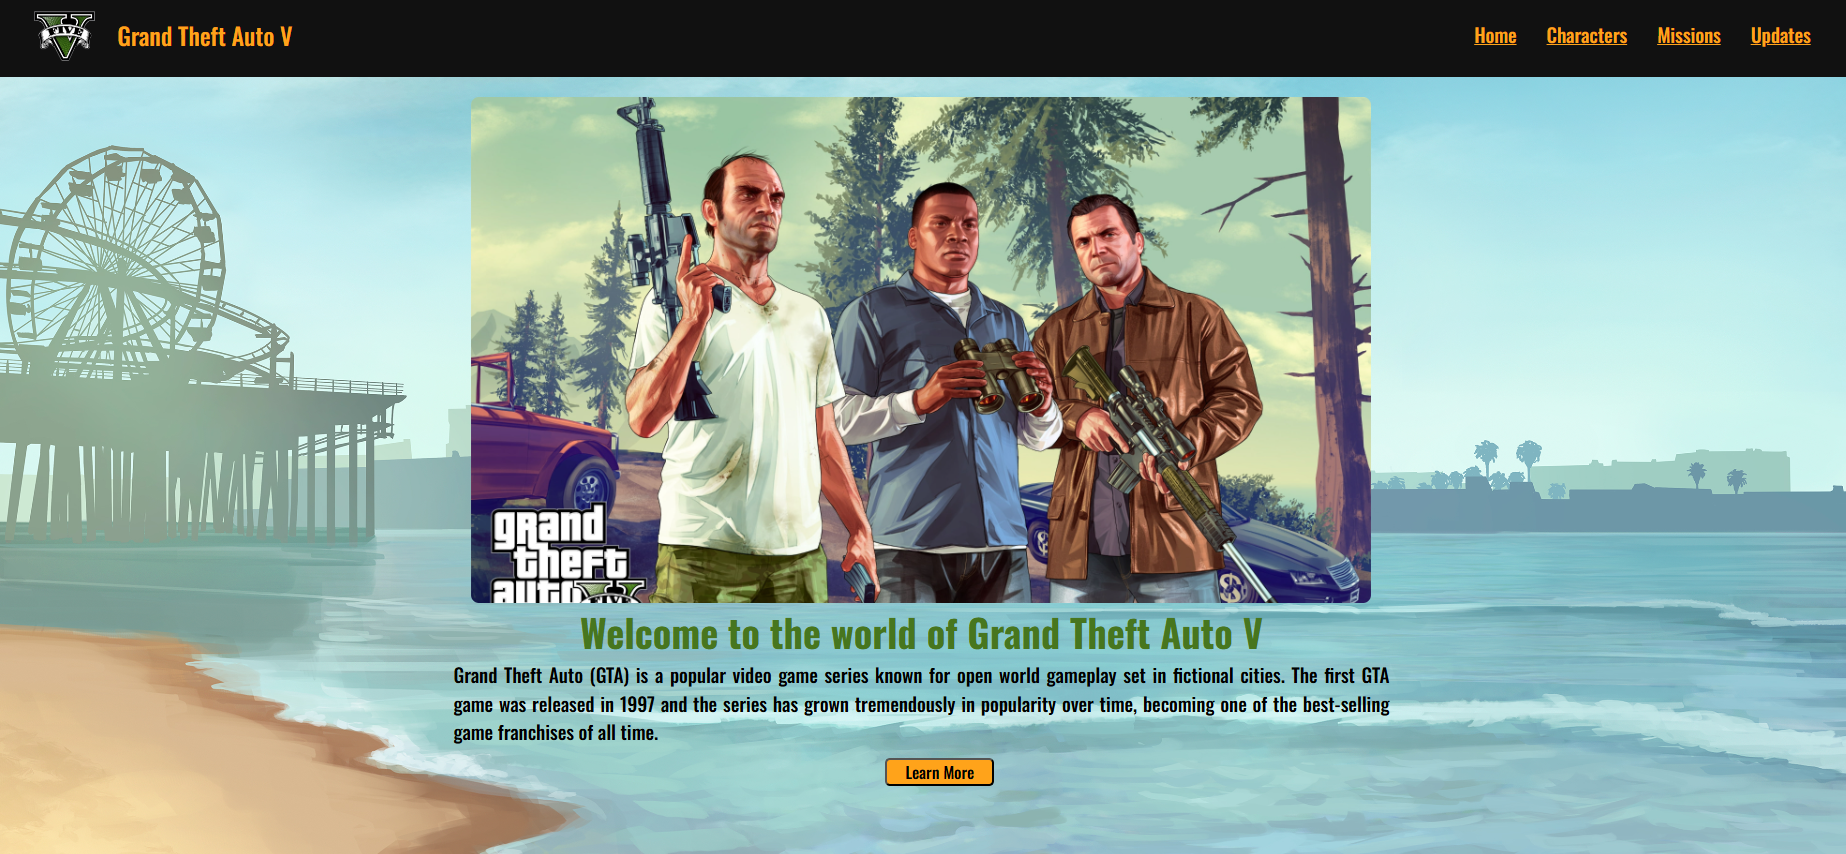 FIVE
Grand Theft Auto V
Home
Characters
Missions
Updates
grand
theft
auto V
FIVE
Welcome to the world of Grand Theft Auto V
Grand Theft Auto (GTA) is a popular video game series known for open world gameplay set in fictional cities. The first GTA
game was released in 1997 and the series has grown tremendously in popularity over time, becoming one of the best-selling
game franchises of all time.
Learn More